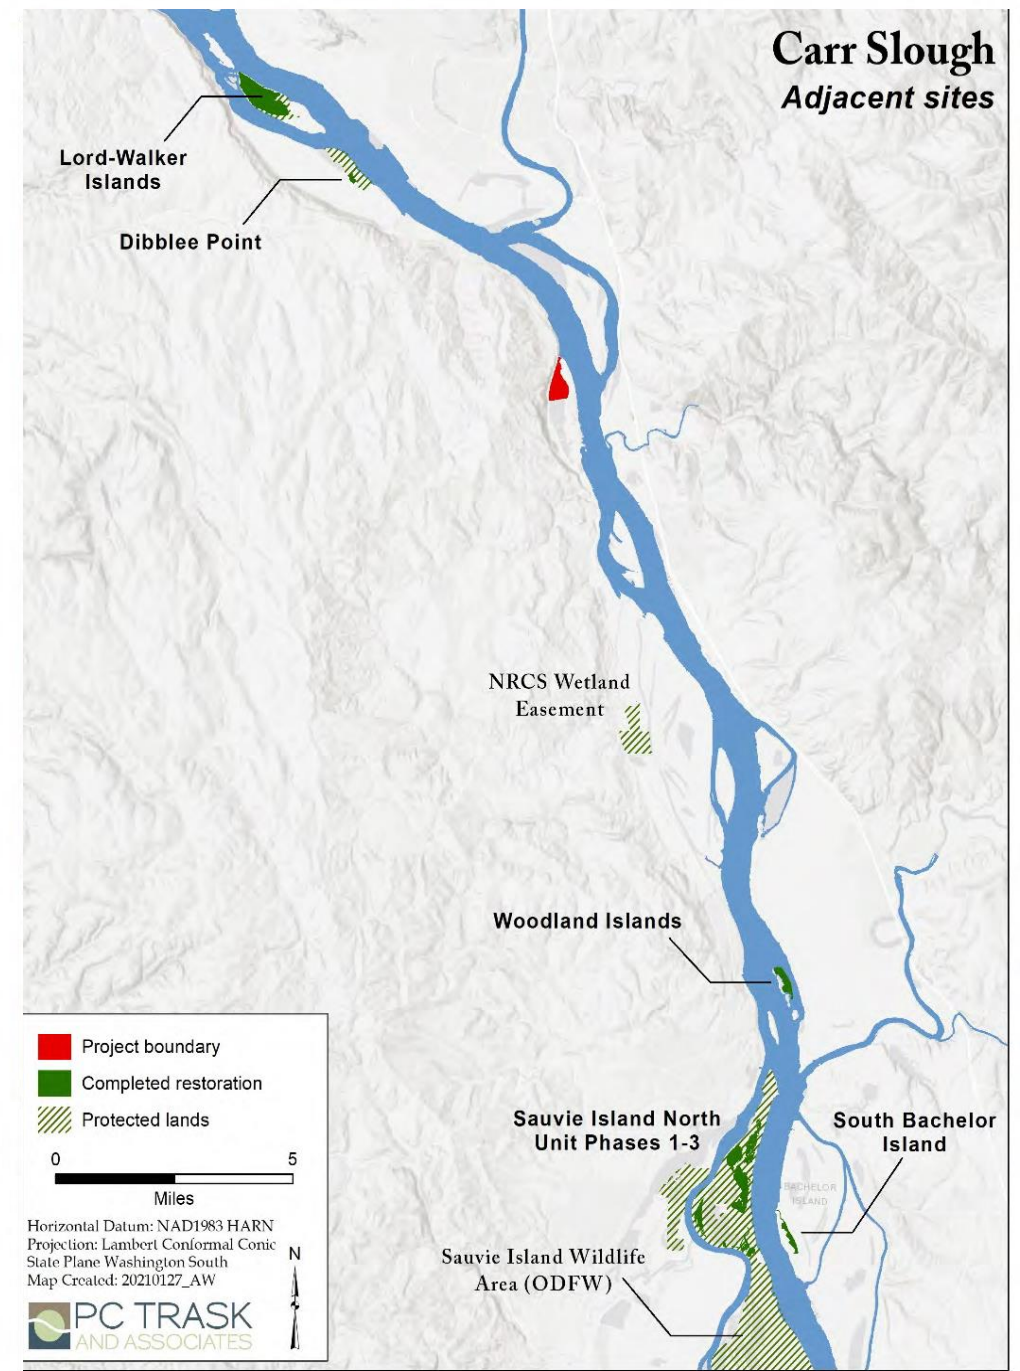 Carr Slough
Adjacent sites
Lord-Walker
Islands
Dibblee Point
NRCS Wetland
Easement
Woodland Islands
Sauvie Island North
Unit Phases 1-3
South Bachelor
Island
BACHELOR
ISLAND
Sauvie Island Wildlife
Area (ODFW)
Project boundary
Completed restoration
Protected lands
0 5
Miles
Horizontal Datum: NAD1983 HARN
Projection: Lambert Conformal Conic
State Plane Washington South
Map Created: 20210127_AW
N
PC TRASK
AND ASSOCIATES